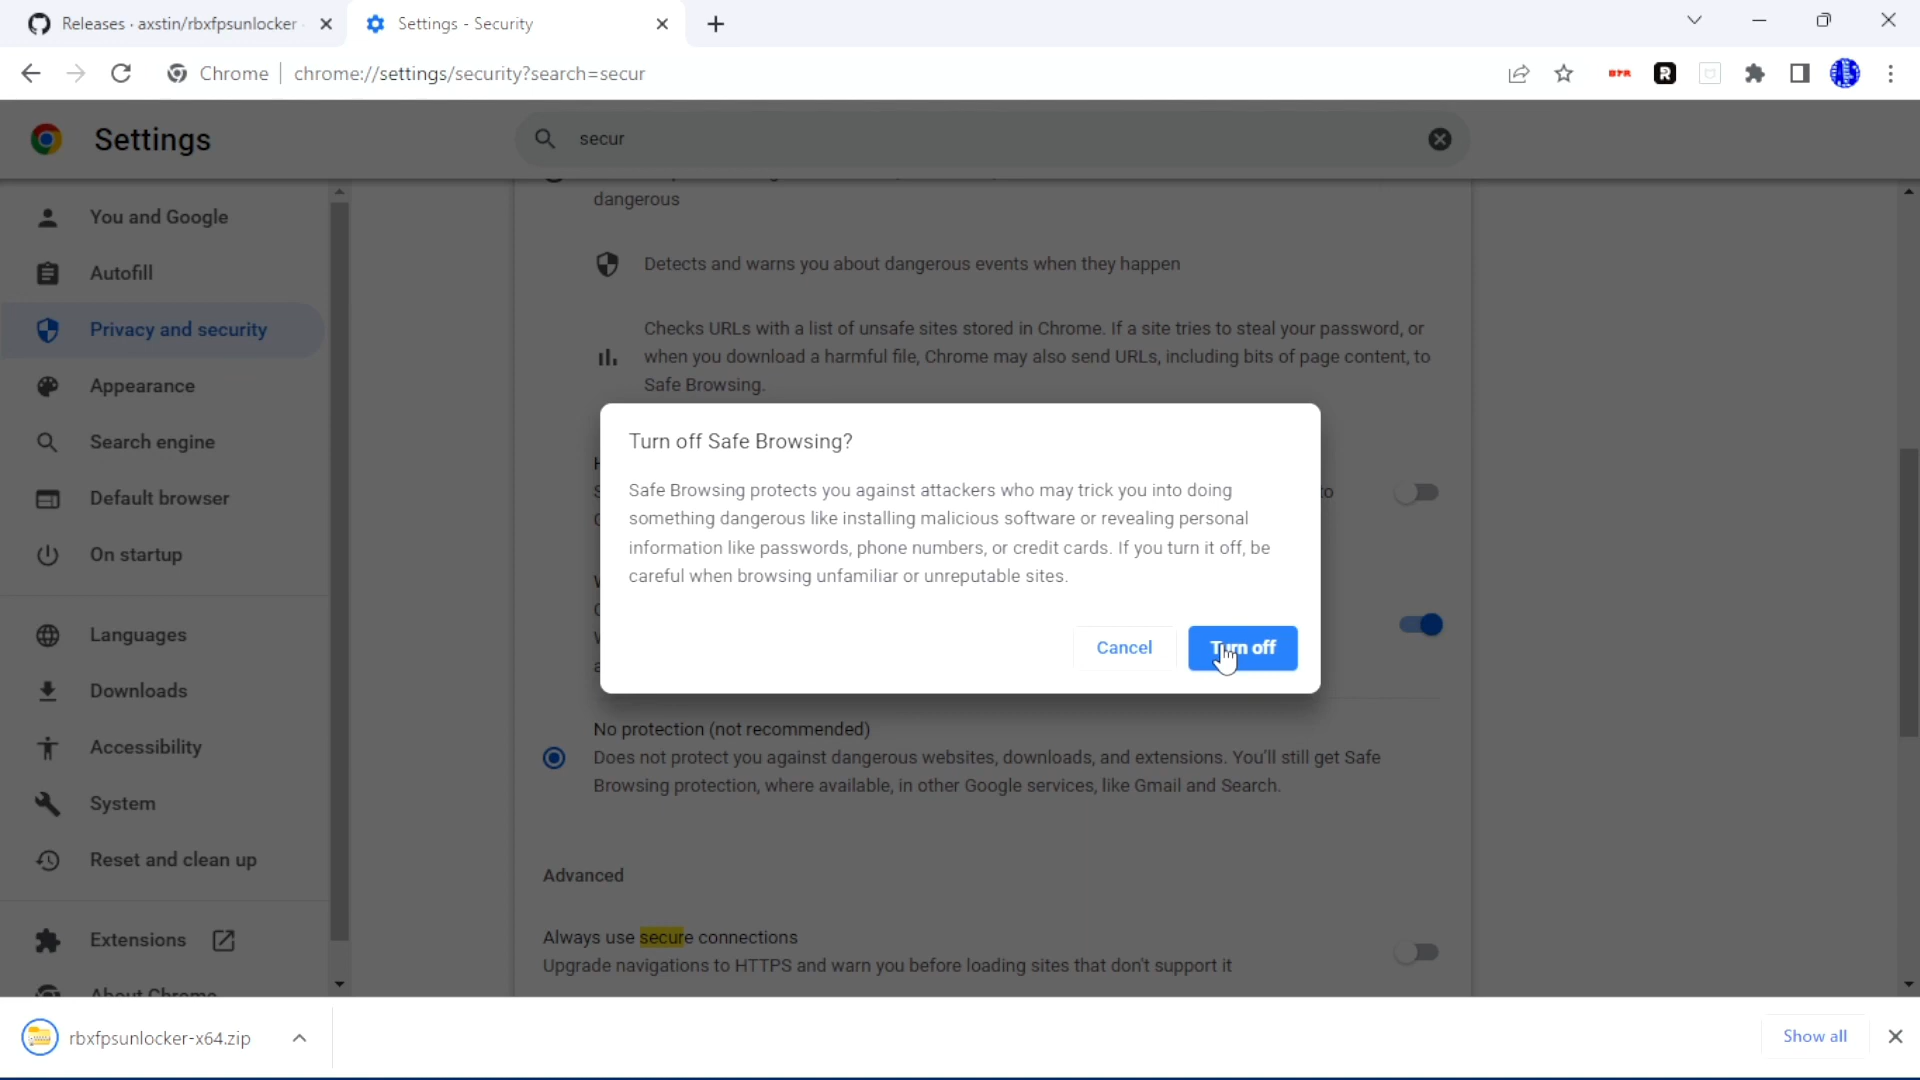 Releases · axstin/rbxfpsunlocker
Settings - Security
Chrome
chrome://settings/security?search=secur
Settings
secur
You and Google
Autofill
Privacy and security
Appearance
Search engine
Default browser
On startup
Languages
Downloads
Accessibility
System
Reset and clean up
Extensions
About Chrome
dangerous
Detects and warns you about dangerous events when they happen
Checks URLs with a list of unsafe sites stored in Chrome. If a site tries to steal your password, or
when you download a harmful file, Chrome may also send URLs, including bits of page content, to
Safe Browsing.
Turn off Safe Browsing?
Safe Browsing protects you against attackers who may trick you into doing
something dangerous like installing malicious software or revealing personal
information like passwords, phone numbers, or credit cards. If you turn it off, be
careful when browsing unfamiliar or unreputable sites.
Cancel
Turn off
No protection (not recommended)
Does not protect you against dangerous websites, downloads, and extensions. You'll still get Safe
Browsing protection, where available, in other Google services, like Gmail and Search.
Advanced
Always use secure connections
Upgrade navigations to HTTPS and warn you before loading sites that don't support it
rbxfpsunlocker-x64.zip
Show all